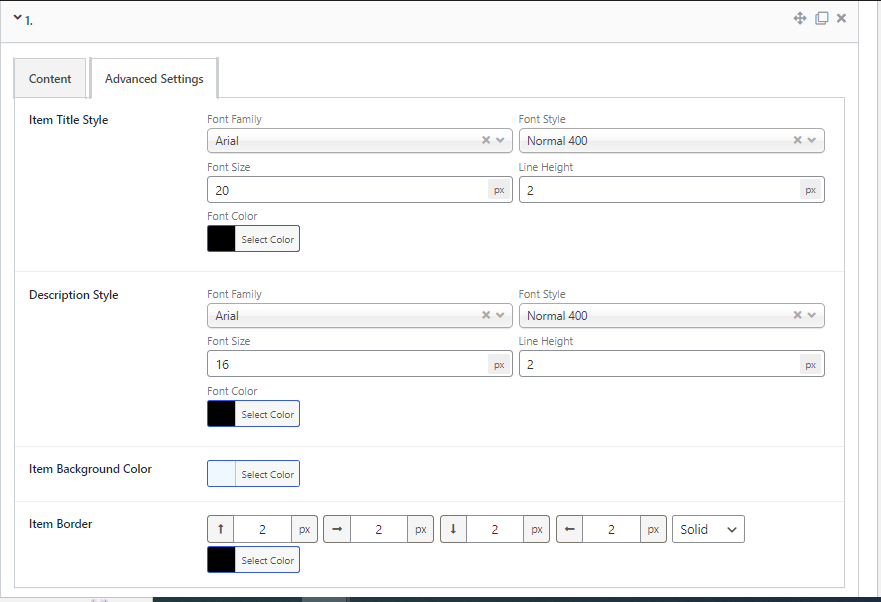 1.
Content Advanced Settings
Item Title Style
Font Family Font Style
Arial Normal 400
Font Size Line Height
20 px 2 px
Font Color
Select Color
Description Style
Font Family Font Style
Arial Normal 400
Font Size Line Height
16 px 2 px
Font Color
Select Color
Item Background Color
Select Color
Item Border
2 px 2 px 2 px 2 px Solid
Select Color